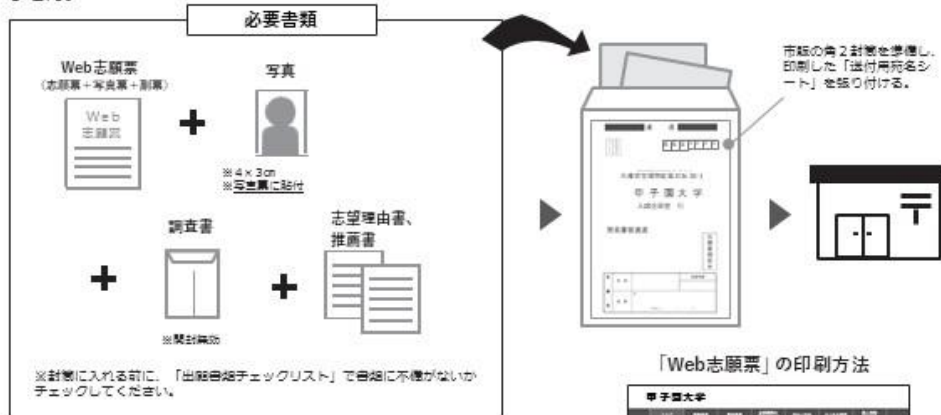 必要書類
Web志願票
(志願票+写真票+副票)
Web
志願票
写真
※4×3cm
※写真票に貼付
調査書
※開封無効
志望理由書、
推薦書
※封筒に入れる前に、「出願書類チェックリスト」で書類に不備がないか
チェックしてください。
市販の角2封筒を準備し、
印刷した「送付用宛名シ
ート」を貼り付ける。
甲子園大学
「Web志願票」の印刷方法
甲子園大学